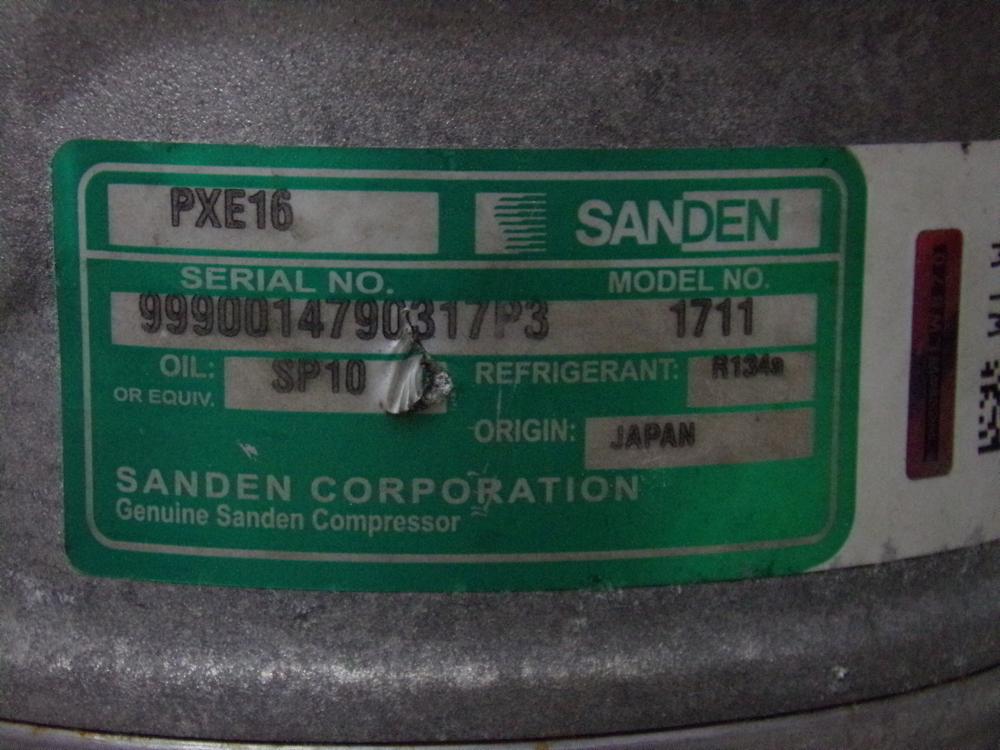 PXE16
SANDEN
SERIAL NO. MODEL NO.
9990014790317P3 1711
OIL: SP10 REFRIGERANT: R134a
OR EQUIV.
ORIGIN: JAPAN
SANDEN CORPORATION
Genuine Sanden Compressor